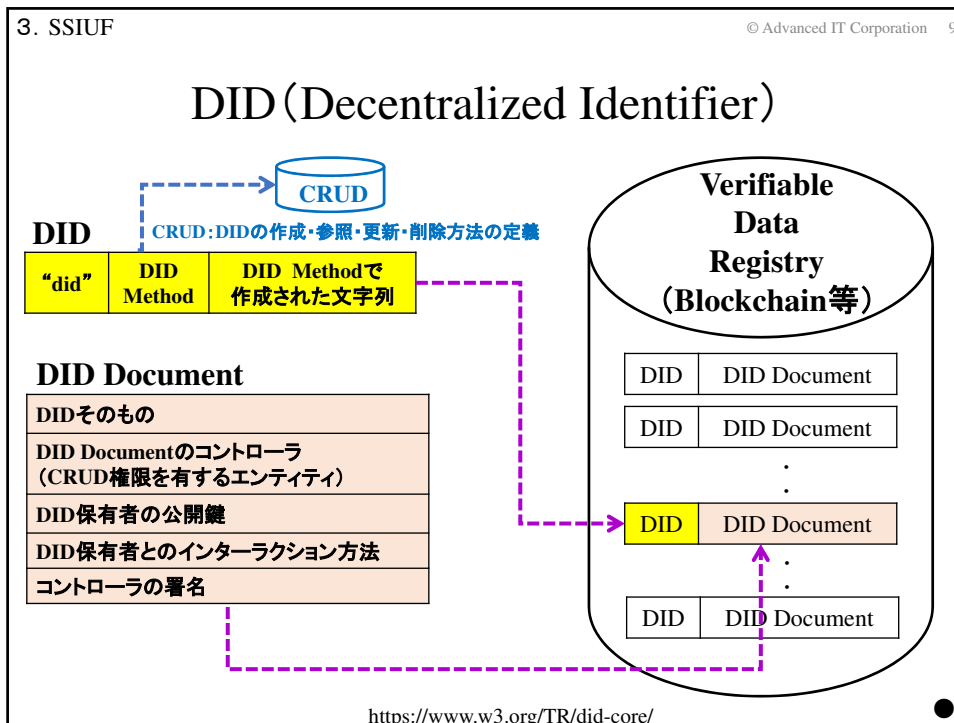 3．SSIUF
© Advanced IT Corporation 9
DID（Decentralized Identifier）
CRUD
CRUD：DIDの作成・参照・更新・削除方法の定義
DID
“did”
DID
Method
DID Methodで
作成された文字列
DID Document
DIDそのもの
DID Documentのコントローラ
（CRUD権限を有するエンティティ）
DID保有者の公開鍵
DID保有者とのインターラクション方法
コントローラの署名
Verifiable
Data
Registry
（Blockchain等）
DID DID Document
DID DID Document
DID DID Document
DID DID Document
https://www.w3.org/TR/did-core/